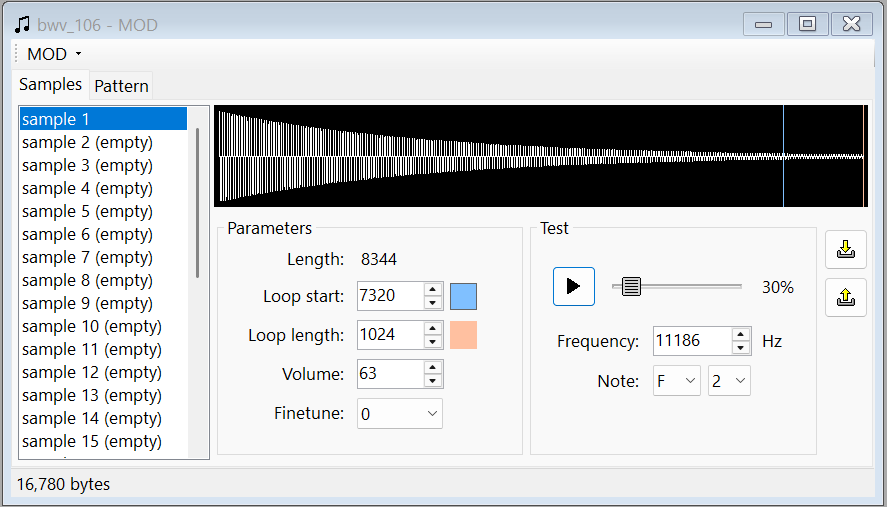 bwv_106 - MOD
MOD
Samples
Pattern
sample 1
sample 2 (empty)
sample 3 (empty)
sample 4 (empty)
sample 5 (empty)
sample 6 (empty)
sample 7 (empty)
sample 8 (empty)
sample 9 (empty)
sample 10 (empty)
sample 11 (empty)
sample 12 (empty)
sample 13 (empty)
sample 14 (empty)
sample 15 (empty)
Parameters
Length: 8344
Loop start: 7320
Loop length: 1024
Volume: 63
Finetune: 0
Test
30%
Frequency: 11186 Hz
Note: F 2
16,780 bytes